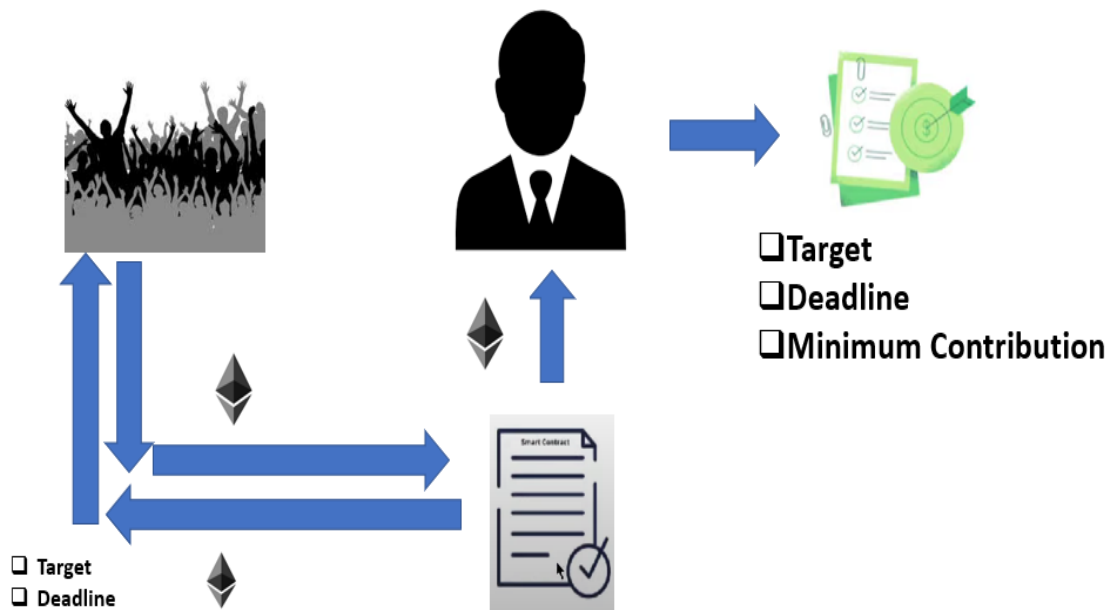 Target
Deadline
Minimum Contribution
Smart Contract
Target
Deadline